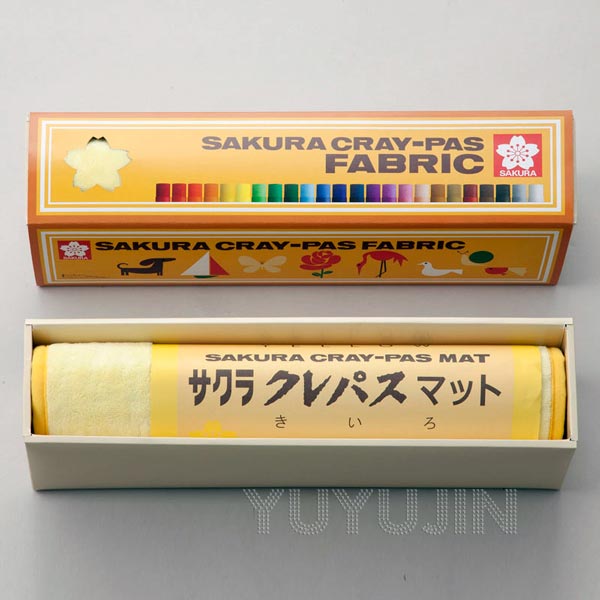 SAKURA CRAY-PAS
FABRIC
SAKURA
SAKURA
SAKURA CRAY-PAS FABRIC
SAKURA CRAY-PAS MAT
サクラ クレパス マット
きいろ
YUYUJIN